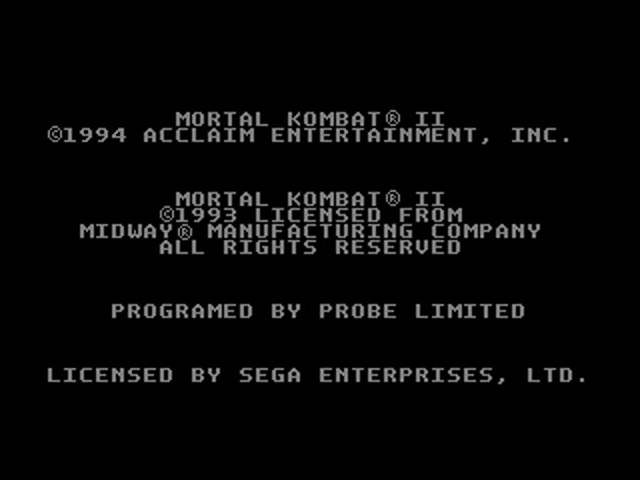 MORTAL KOMBAT® II
©1994 ACCLAIM ENTERTAINMENT, INC.
MORTAL KOMBAT® II
©1993 LICENSED FROM
MIDWAY® MANUFACTURING COMPANY
ALL RIGHTS RESERVED
PROGRAMED BY PROBE LIMITED
LICENSED BY SEGA ENTERPRISES, LTD.